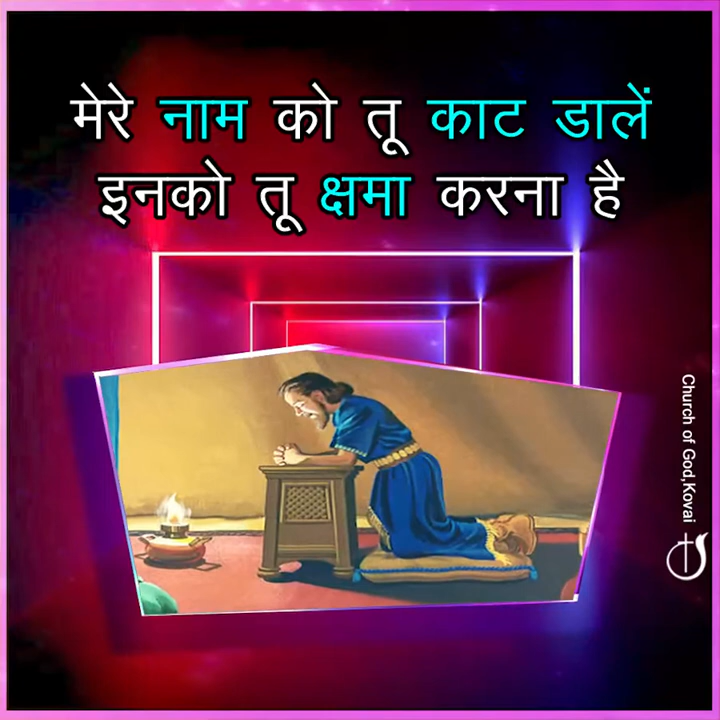 मेरे नाम को तू काट डालें
इनको तू क्षमा करना है
Church of God,Kovai